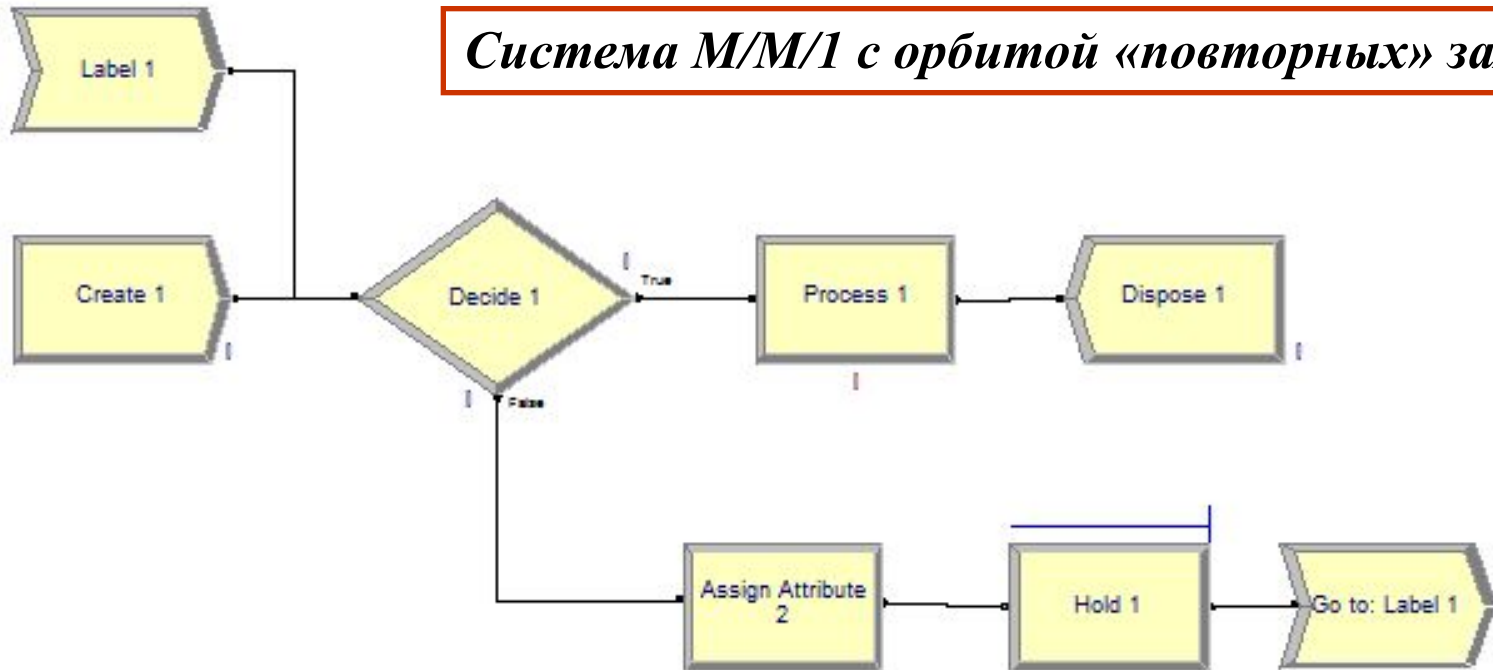 Система M/M/1 с орбитой «повторных»
Label 1
Create 1
Decide 1
True
Process 1
Dispose 1
False
Assign Attribute
2
Hold 1
Go to: Label 1